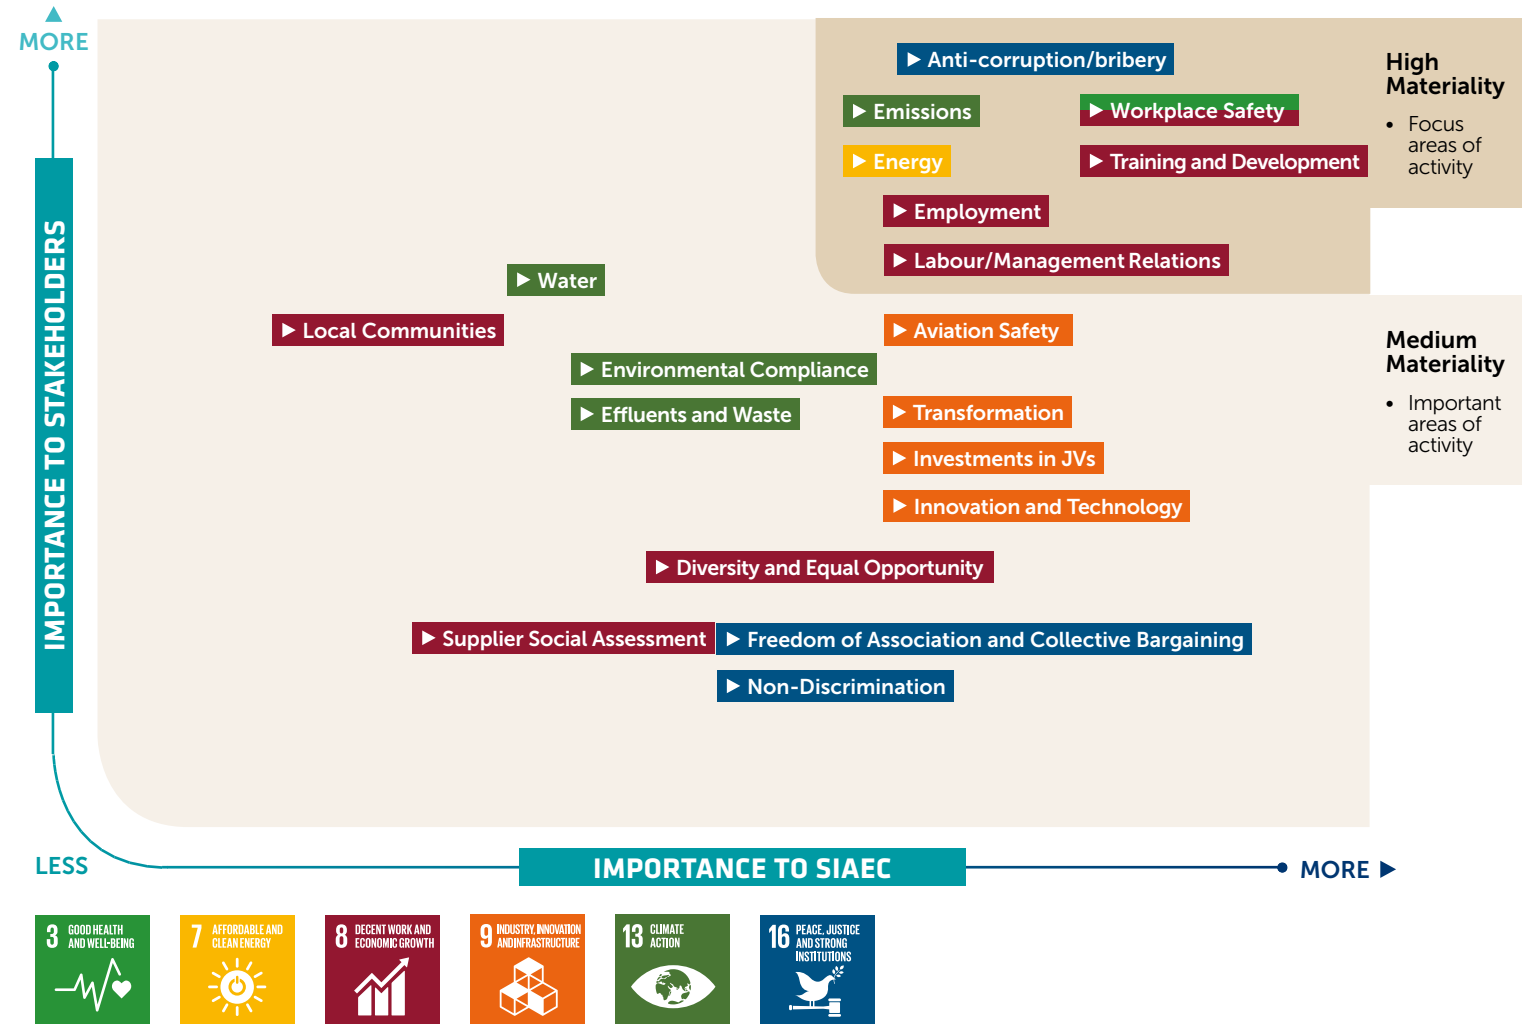 MORE
IMPORTANCE TO STAKEHOLDERS
Anti-corruption/bribery
Emissions
Workplace Safety
Energy
Training and Development
Employment
Labour/Management Relations
High
Materiality
• Focus
areas of
activity
Water
Local Communities
Aviation Safety
Environmental Compliance
Effluents and Waste
Transformation
Investments in JVs
Innovation and Technology
Diversity and Equal Opportunity
Supplier Social Assessment
Freedom of Association and Collective Bargaining
Non-Discrimination
Medium
Materiality
• Important
areas of
activity
LESS
IMPORTANCE TO SIAEC
MORE
3 GOOD HEALTH
AND WELL-BEING
7 AFFORDABLE AND
CLEAN ENERGY
8 DECENT WORK AND
ECONOMIC GROWTH
9 INDUSTRY, INNOVATION
AND INFRASTRUCTURE
13 CLIMATE
ACTION
16 PEACE, JUSTICE
AND STRONG
INSTITUTIONS